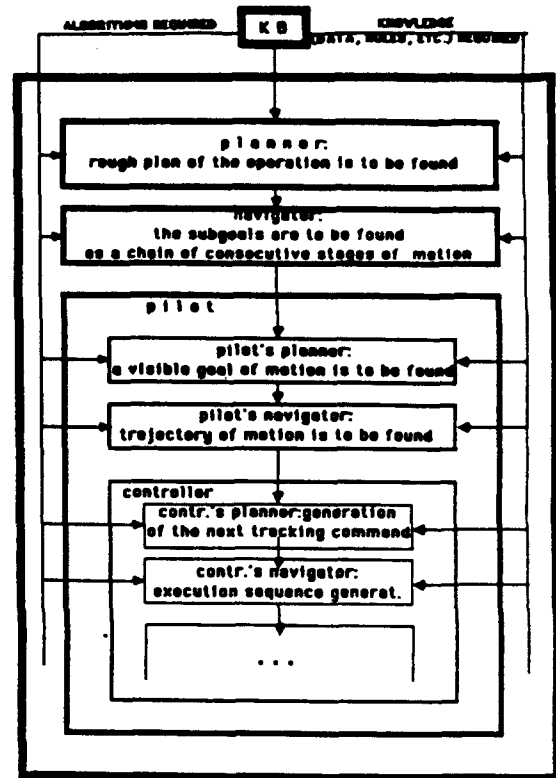 ALGORITHMS REQUIRED
K B
KNOWLEDGE
(DATA, RULES, ETC.) REQUIRED
planner:
rough plan of the operation is to be found
navigator:
the subgoals are to be found
as a chain of consecutive stages of motion
pilot
pilot's planner:
a visible goal of motion is to be found
pilot's navigator:
trajectory of motion is to be found
controller
contr.'s planner:generation
of the next tracking command
contr.'s navigator:
execution sequence generat.
...